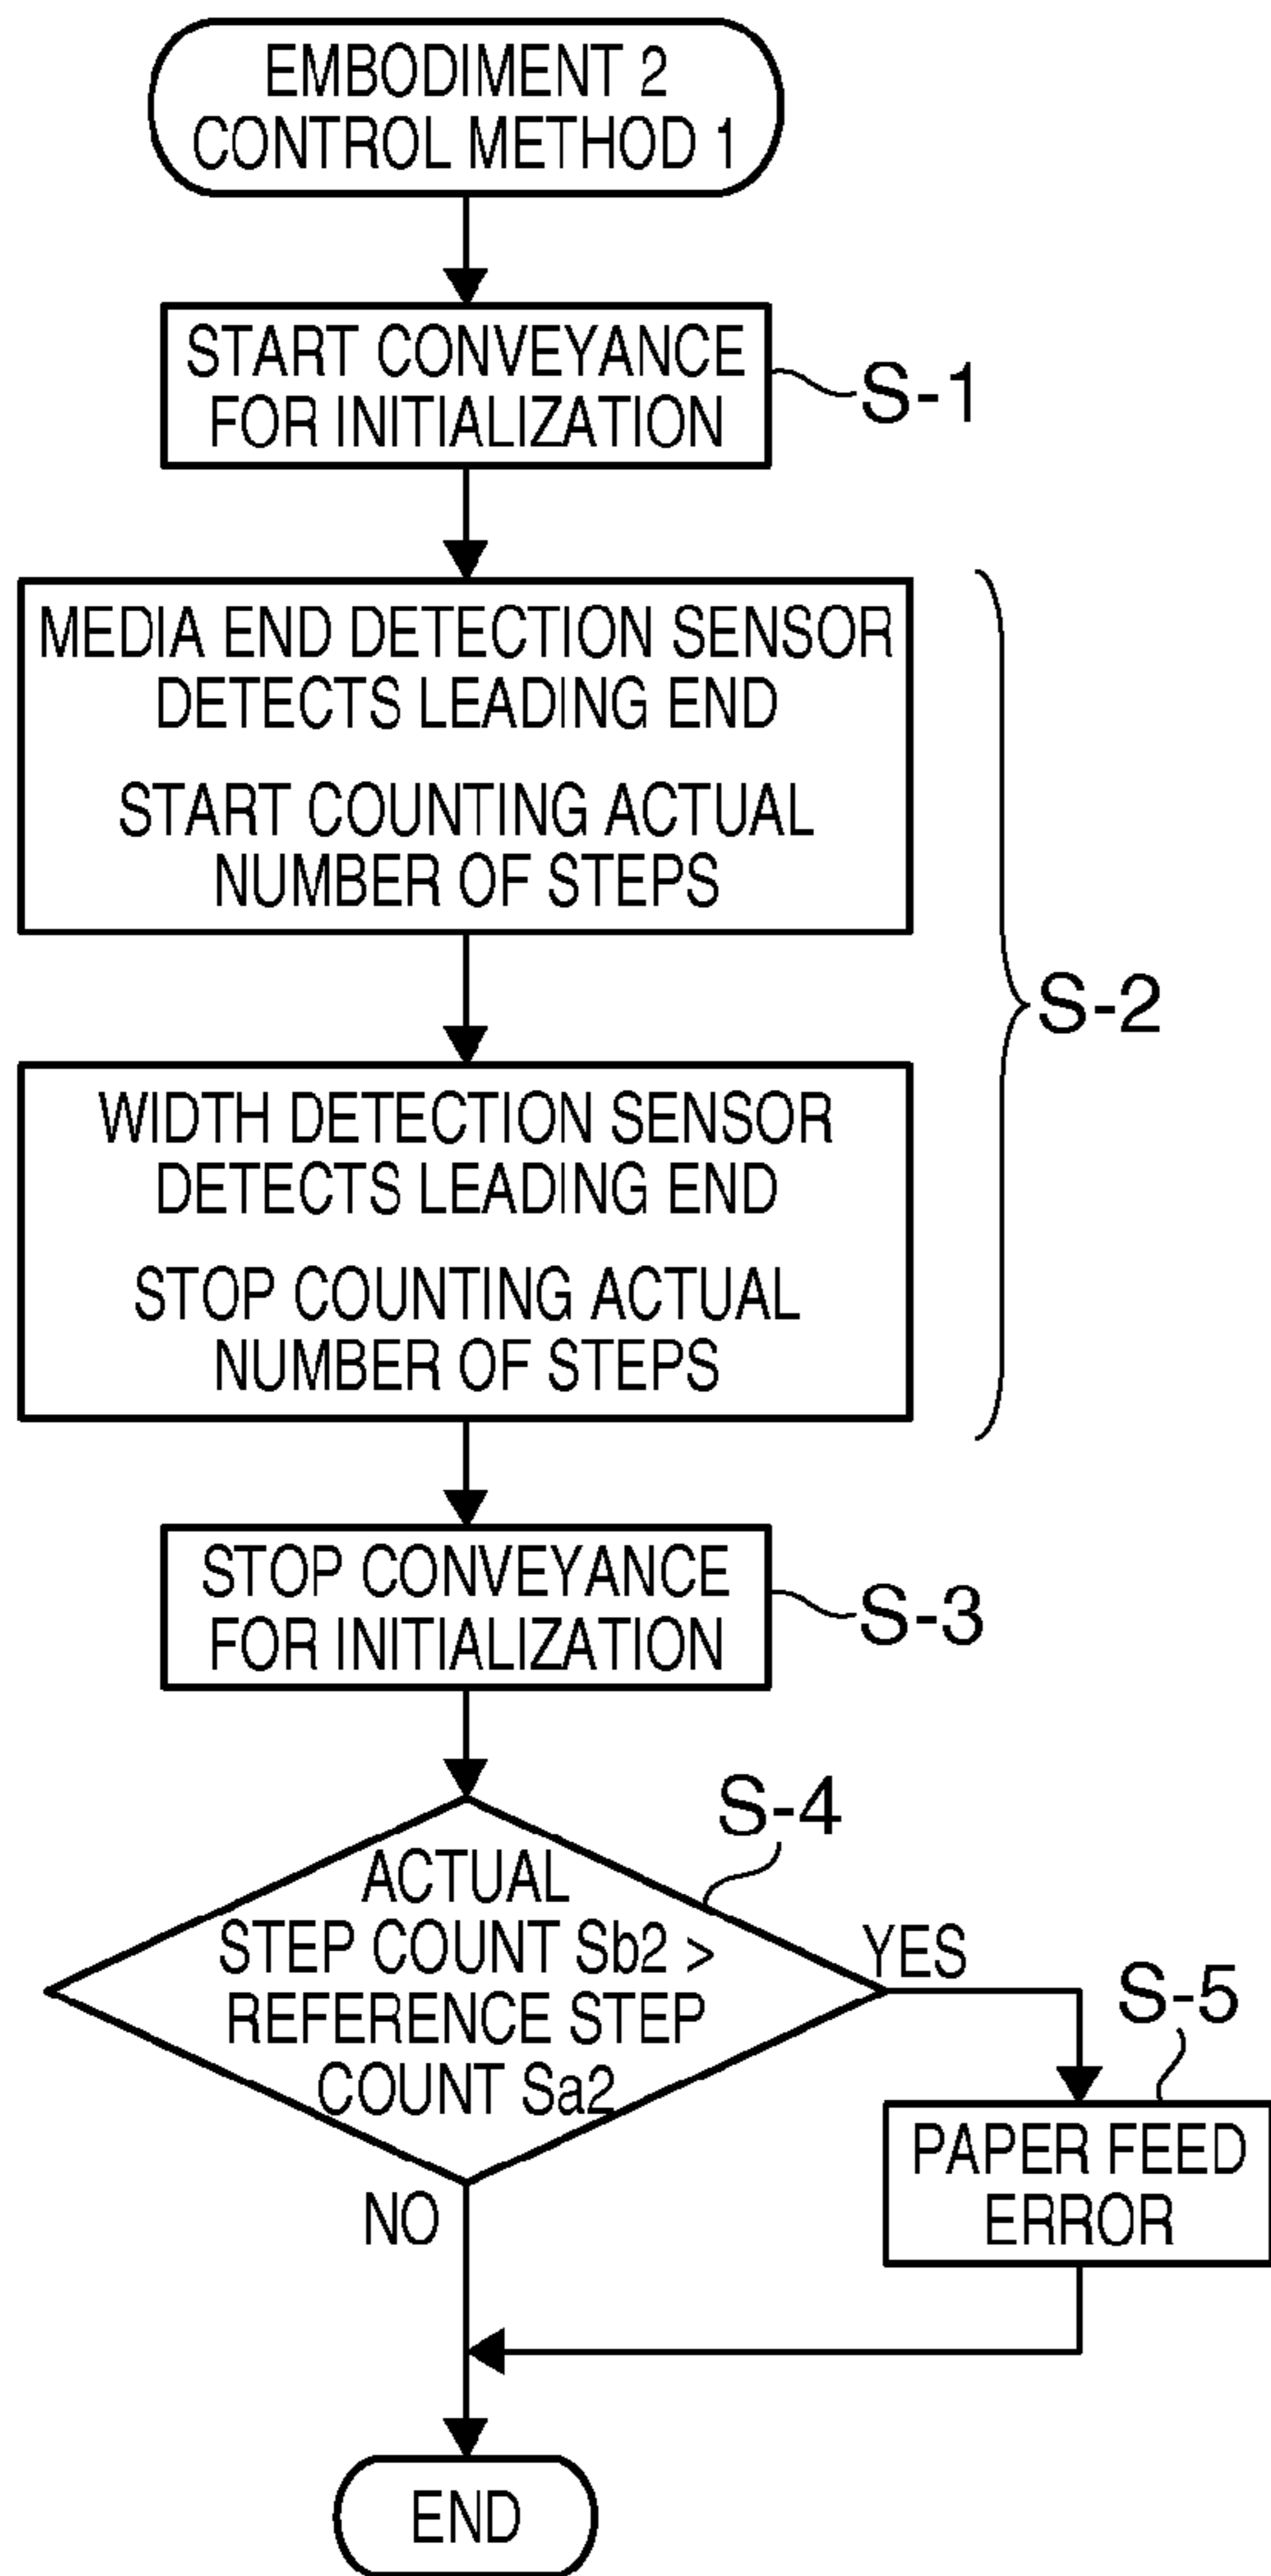 EMBODIMENT 2
CONTROL METHOD 1
START CONVEYANCE
FOR INITIALIZATION
S-1
MEDIA END DETECTION SENSOR
DETECTS LEADING END
START COUNTING ACTUAL
NUMBER OF STEPS
S-2
WIDTH DETECTION SENSOR
DETECTS LEADING END
STOP COUNTING ACTUAL
NUMBER OF STEPS
STOP CONVEYANCE
FOR INITIALIZATION
S-3
S-4
ACTUAL
STEP COUNT Sb2 >
REFERENCE STEP
COUNT Sa2
YES
S-5
PAPER FEED
ERROR
NO
END